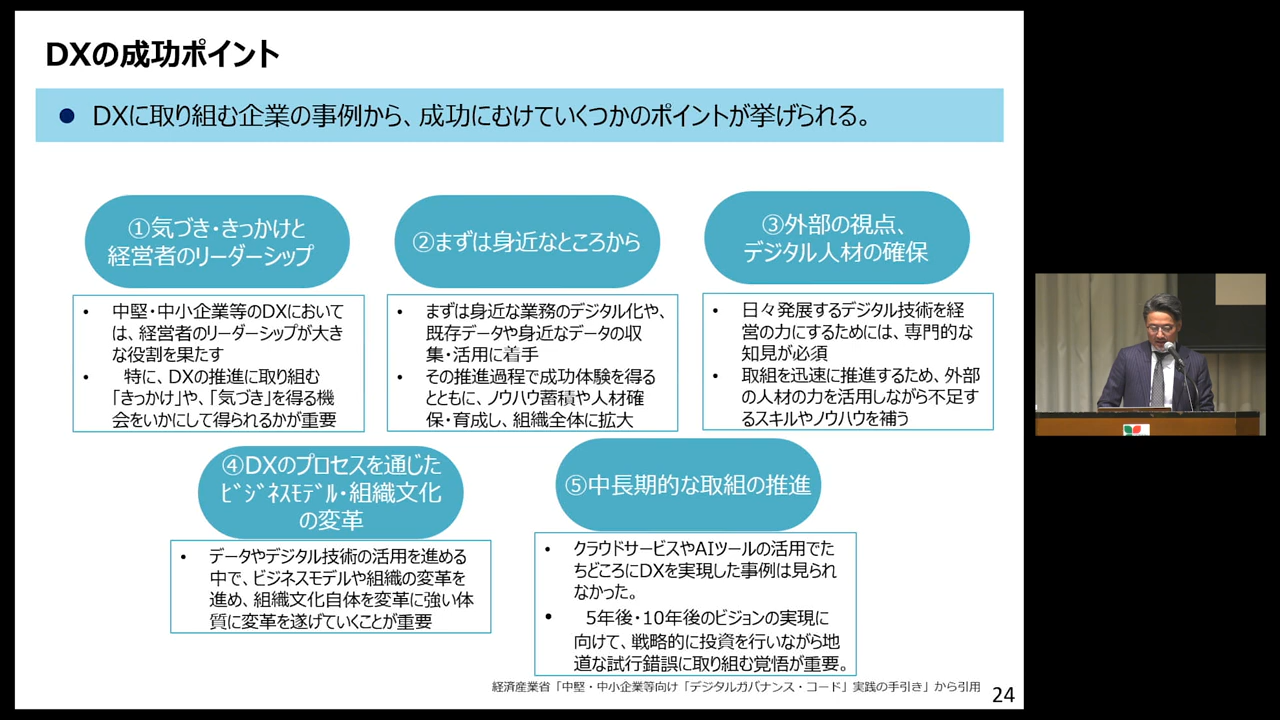 DXの成功ポイント
● DXに取り組む企業の事例から、成功にむけていくつかのポイントが挙げられる。
①気づき・きっかけと
経営者のリーダーシップ
・ 中堅・中小企業等のDXにおいて
は、経営者のリーダーシップが大き
な役割を果たす
・ 特に、DXの推進に取り組む
「きっかけ」や、「気づき」を得る機
会をいかにして得られるかが重要
②まずは身近なところから
・ まずは身近な業務のデジタル化や、
既存データや身近なデータの収
集・活用に着手
・ その推進過程で成功体験を得る
とともに、ノウハウ蓄積や人材確
保・育成し、組織全体に拡大
③外部の視点、
デジタル人材の確保
・ 日々発展するデジタル技術を経
営の力にするためには、専門的な
知見が必須
・ 取組を迅速に推進するため、外部
の人材の力を活用しながら不足す
るスキルやノウハウを補う
④DXのプロセスを通じた
ﾋﾞｼﾞﾈｽﾓﾃﾞﾙ・組織文化
の変革
・ データやデジタル技術の活用を進める
中で、ビジネスモデルや組織の変革を
進め、組織文化自体を変革に強い体
質に変革を遂げていくことが重要
⑤中長期的な取組の推進
・ クラウドサービスやAIツールの活用でた
ちどころにDXを実現した事例は見られ
なかった。
・ 5年後・10年後のビジョンの実現に
向けて、戦略的に投資を行いながら地
道な試行錯誤に取り組む覚悟が重要。
経済産業省「中堅・中小企業等向け「デジタルガバナンス・コード」実践の手引き」から引用
24